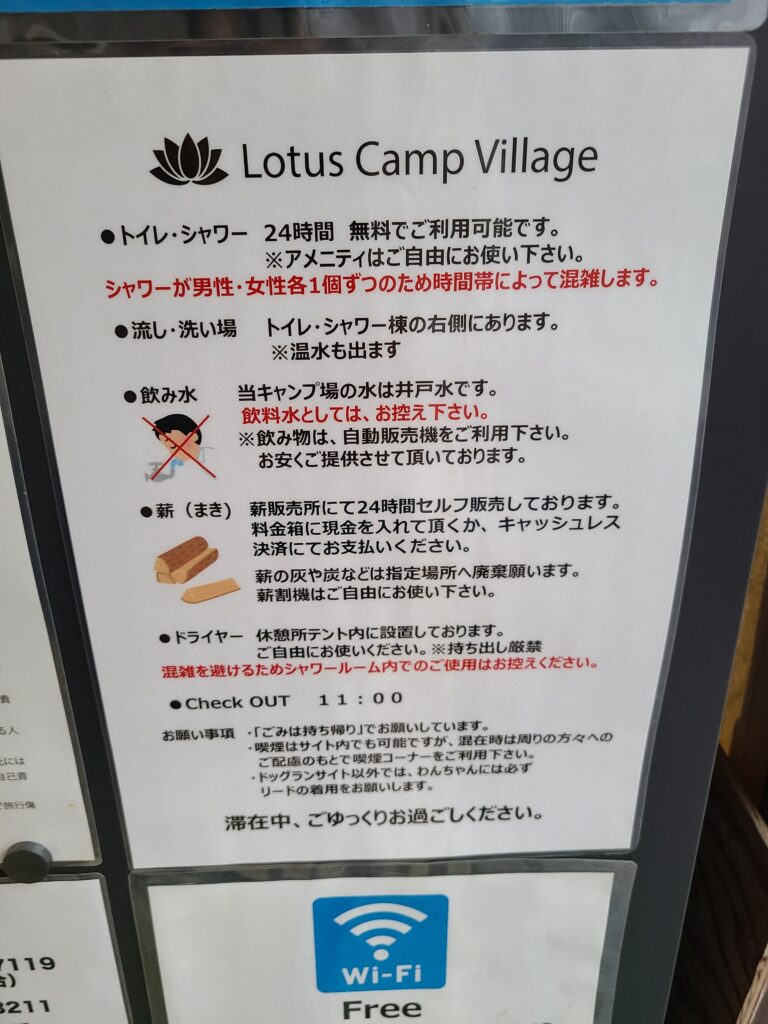 Lotus Camp Village
●トイレ・シャワー 24時間 無料でご利用可能です。
※アメニティはご自由にお使い下さい。
シャワーが男性・女性各1個ずつのため時間帯によって混雑します。
●流し・洗い場 トイレ・シャワー棟の右側にあります。
※温水も出ます
●飲み水 当キャンプ場の水は井戸水です。
飲料水としては、お控え下さい。
※飲み物は、自動販売機をご利用下さい。
お安くご提供させて頂いております。
●薪（まき） 薪販売所にて24時間セルフ販売しております。
料金箱に現金を入れて頂くか、キャッシュレス
決済にてお支払いください。
薪の灰や炭などは指定場所へ廃棄願います。
薪割機はご自由にお使い下さい。
●ドライヤー 休憩所テント内に設置しております。
ご自由にお使いください。※持ち出し厳禁
混雑を避けるためシャワールーム内でのご使用はお控えください。
●Check OUT 11：00
お願い事項 ・「ごみは持ち帰り」でお願いしています。
・喫煙はサイト内でも可能ですが、混在時は周りの方々への
ご配慮のもとで喫煙コーナーをご利用下さい。
・ドッグランサイト以外では、わんちゃんには必ず
リードの着用をお願いします。
滞在中、ごゆっくりお過ごしください。
責
る人
元には
自己責
で旅行傷
7119
8211
Wi-Fi
Free